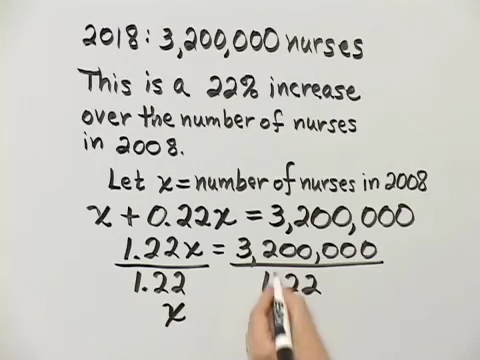 2018: 3,200,000 nurses
This is a 22% increase
over the number of nurses
in 2008.
Let x = number of nurses in 2008
x + 0.22x = 3,200,000
1.22x = 3,200,000
1.22 1.22
x